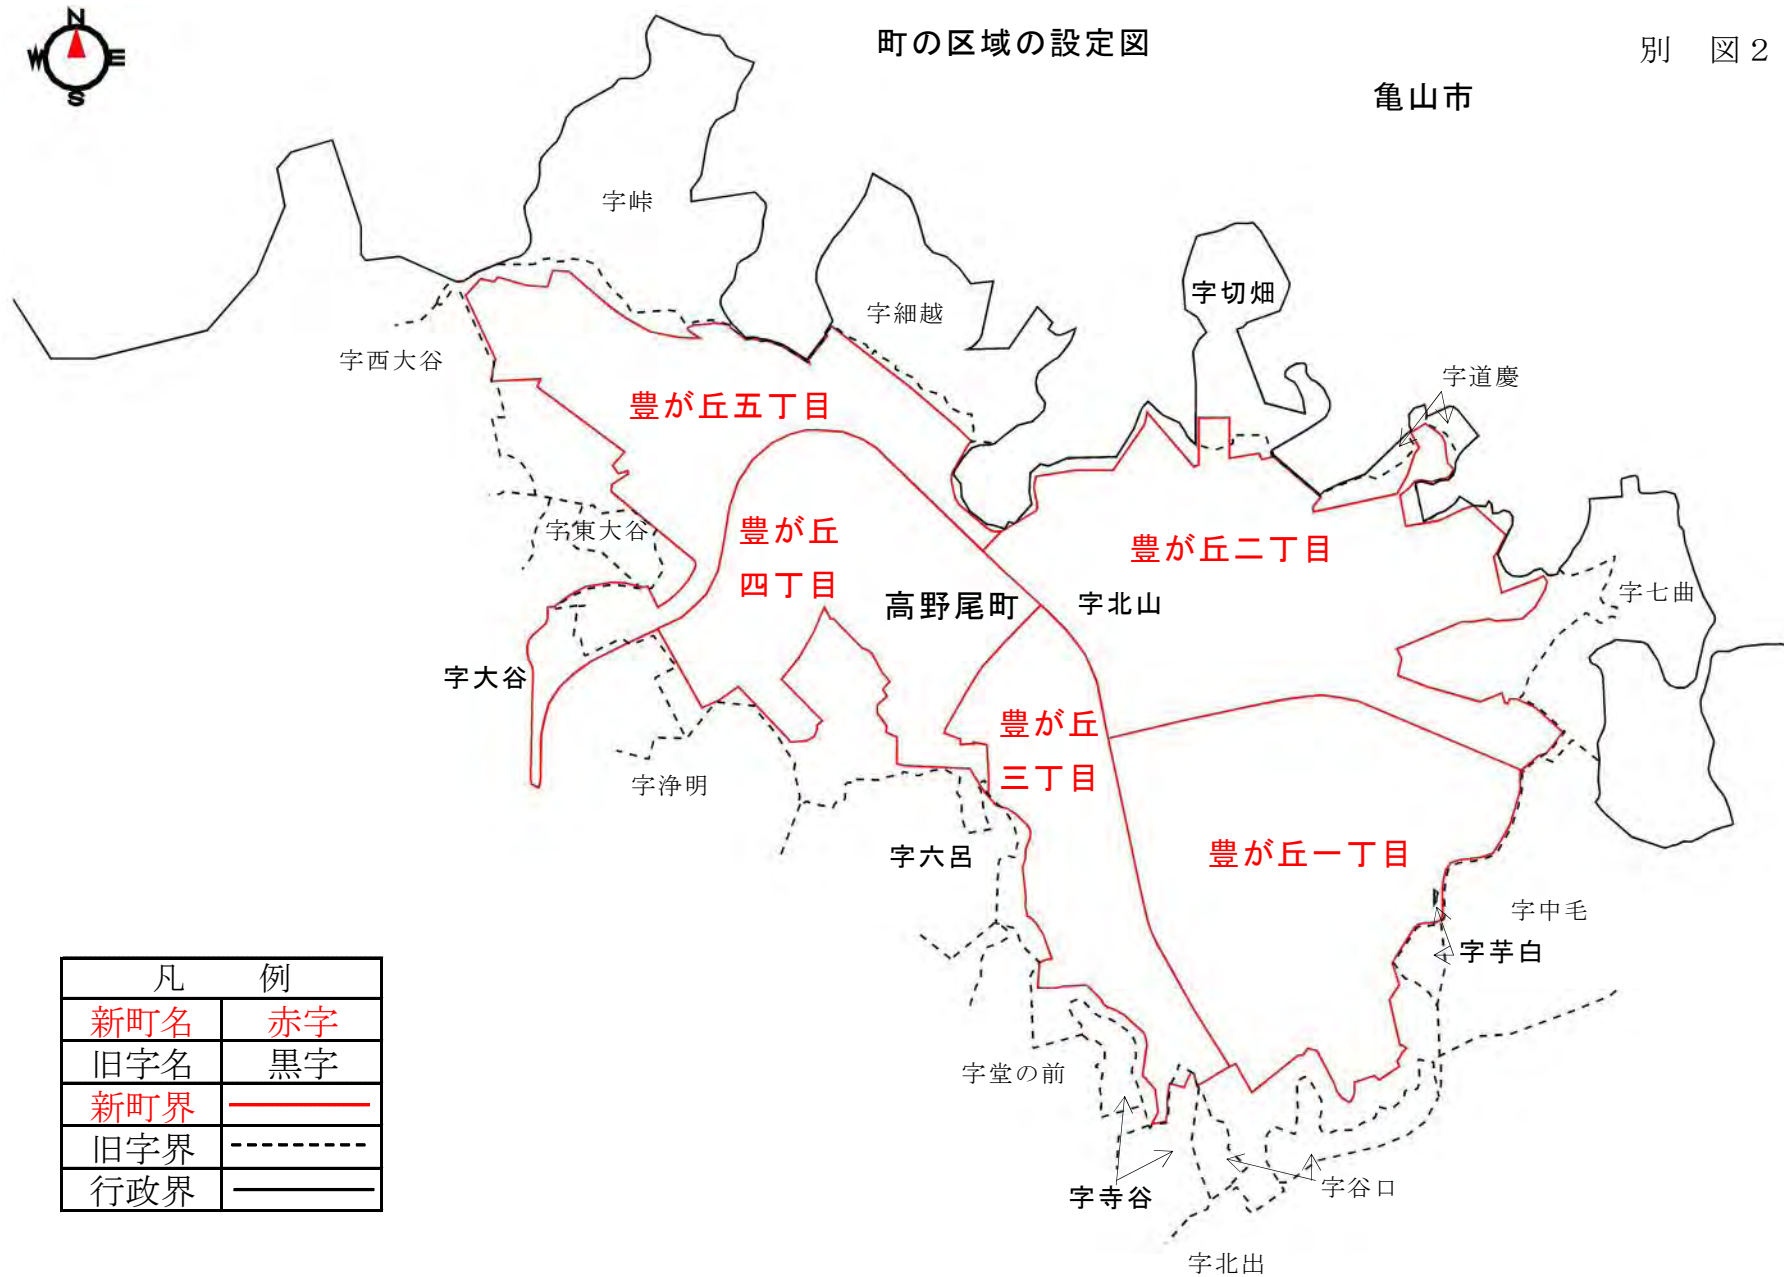 N
W E
S
町の区域の設定図
別 図2
亀山市
字峠
字細越
字切畑
字西大谷
字道慶
豊が丘五丁目
字東大谷
豊が丘
四丁目
豊が丘二丁目
高野尾町
字北山
字七曲
字大谷
豊が丘
三丁目
字浄明
字六呂
豊が丘一丁目
字中毛
字芋白
字堂の前
字寺谷
字谷口
字北出
凡 例
新町名 赤字
旧字名 黒字
新町界
旧字界
行政界